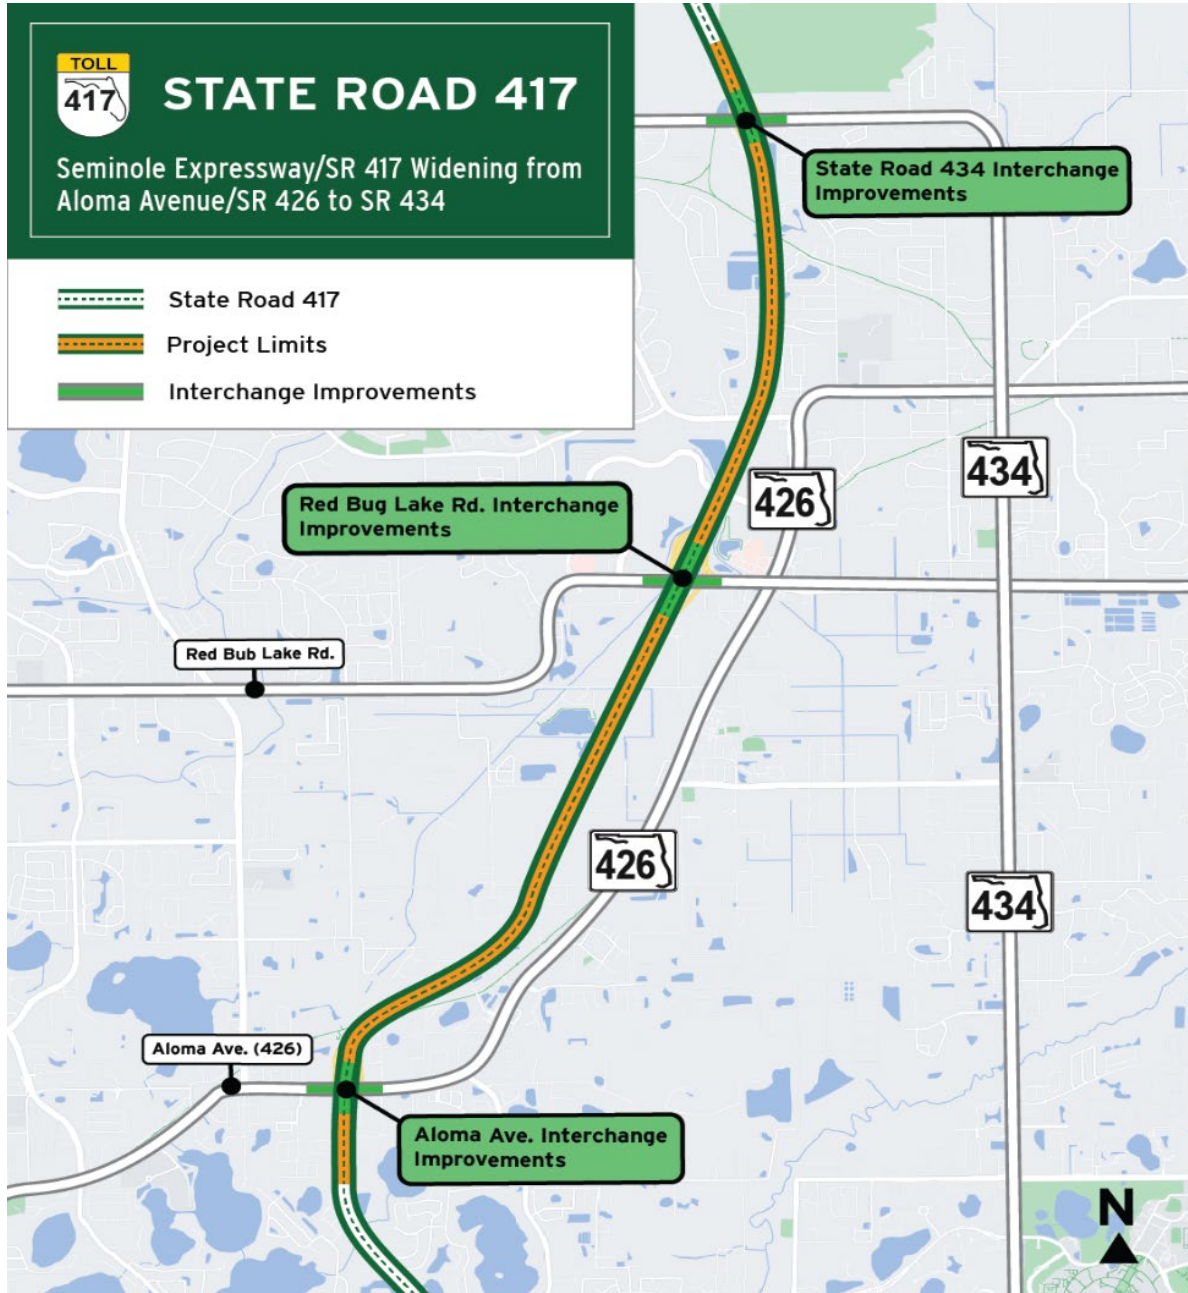 TOLL
417
STATE ROAD 417
Seminole Expressway/SR 417 Widening from
Aloma Avenue/SR 426 to SR 434
State Road 417
Project Limits
Interchange Improvements
State Road 434 Interchange
Improvements
434
426
Red Bug Lake Rd. Interchange
Improvements
Red Bub Lake Rd.
426
434
Aloma Ave. (426)
Aloma Ave. Interchange
Improvements
N